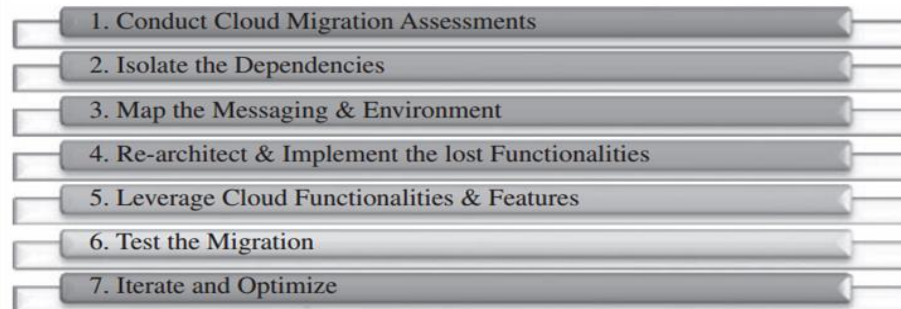 1. Conduct Cloud Migration Assessments
2. Isolate the Dependencies
3. Map the Messaging & Environment
4. Re-architect & Implement the lost Functionalities
5. Leverage Cloud Functionalities & Features
6. Test the Migration
7. Iterate and Optimize